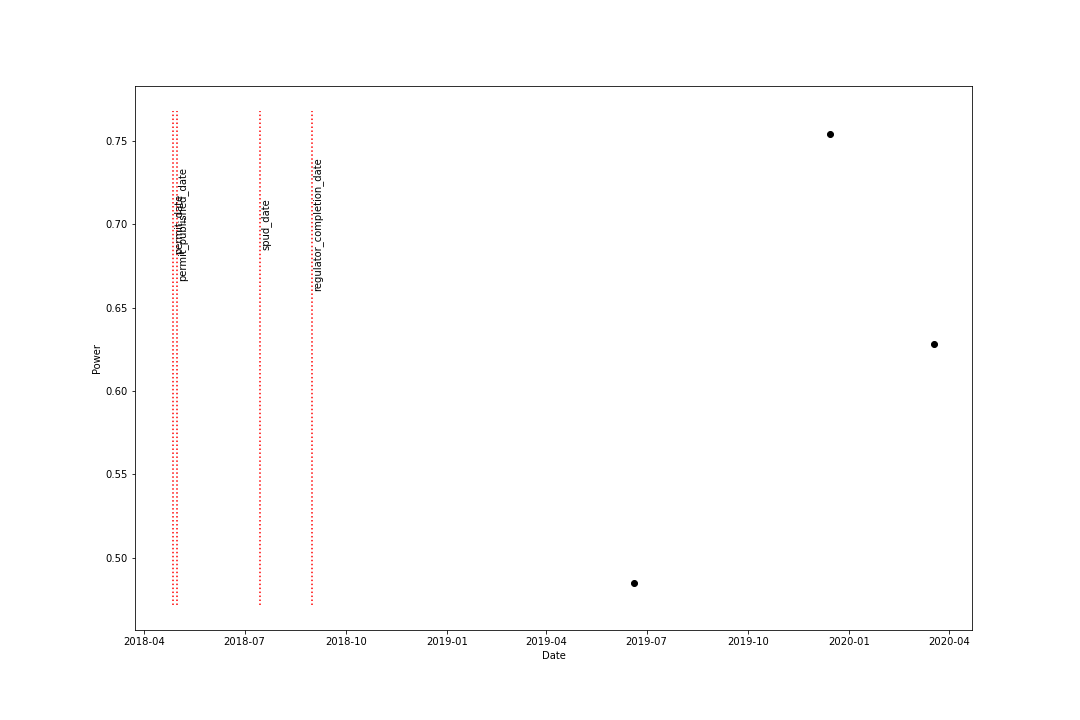 0.75
0.70
0.65
0.60
0.55
0.50
Power
permit_date
permit_published_date
spud_date
regulator_completion_date
2018-04
2018-07
2018-10
2019-01
2019-04
2019-07
2019-10
2020-01
2020-04
Date